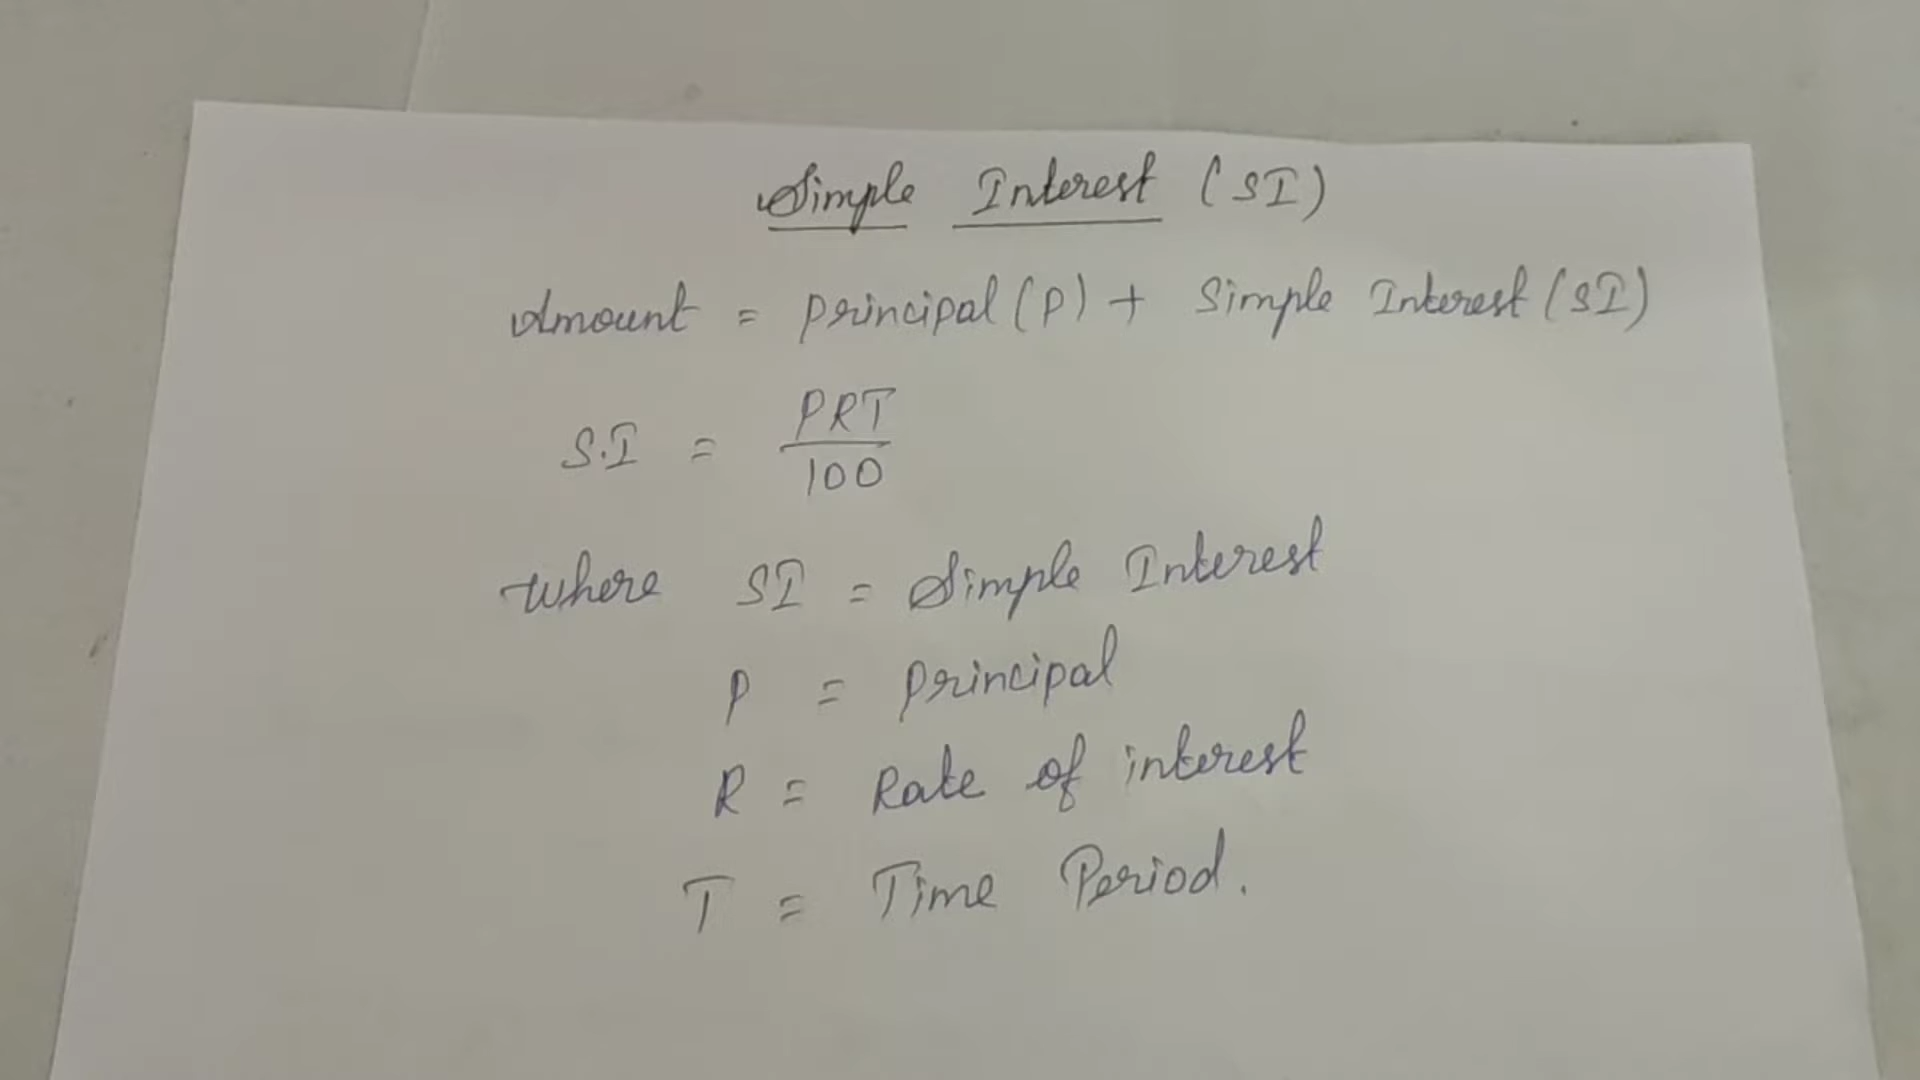 Simple Interest (SI)
Amount = Principal (P) + Simple Interest (SI)
S.I = PRT/100
Where SI = Simple Interest
P = Principal
R = Rate of interest
T = Time Period.